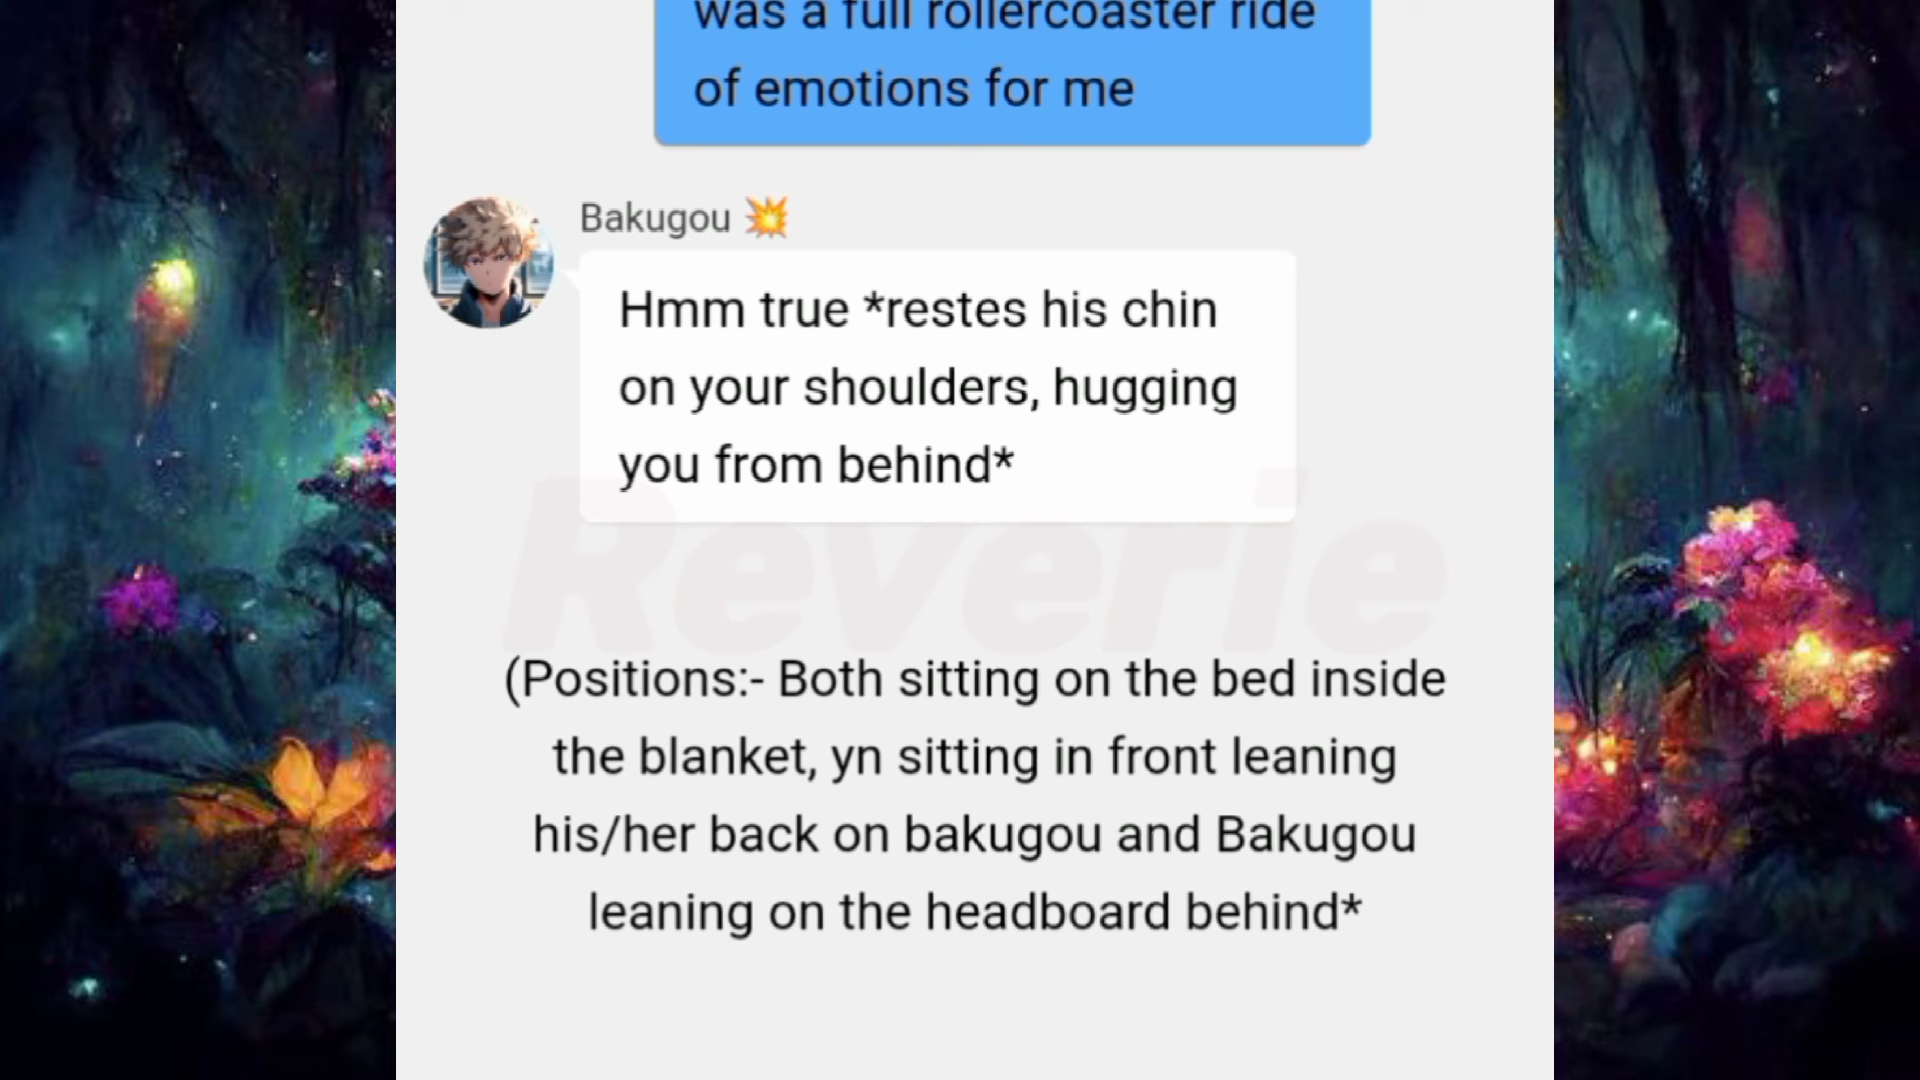 was a full rollercoaster ride
of emotions for me
Bakugou 💥
Hmm true *restes his chin
on your shoulders, hugging
you from behind*
Reverie
(Positions:- Both sitting on the bed inside
the blanket, yn sitting in front leaning
his/her back on bakugou and Bakugou
leaning on the headboard behind*